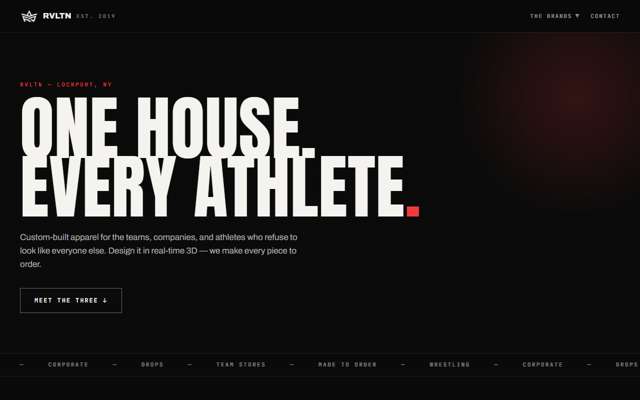 RVLTN EST. 2019
THE BRANDS ▼ CONTACT
RVLTN — LOCKPORT, NY
ONE HOUSE.
EVERY ATHLETE.
Custom-built apparel for the teams, companies, and athletes who refuse to
look like everyone else. Design it in real-time 3D — we make every piece to
order.
MEET THE THREE ↓
— CORPORATE — DROPS — TEAM STORES — MADE TO ORDER — WRESTLING — CORPORATE — DROPS